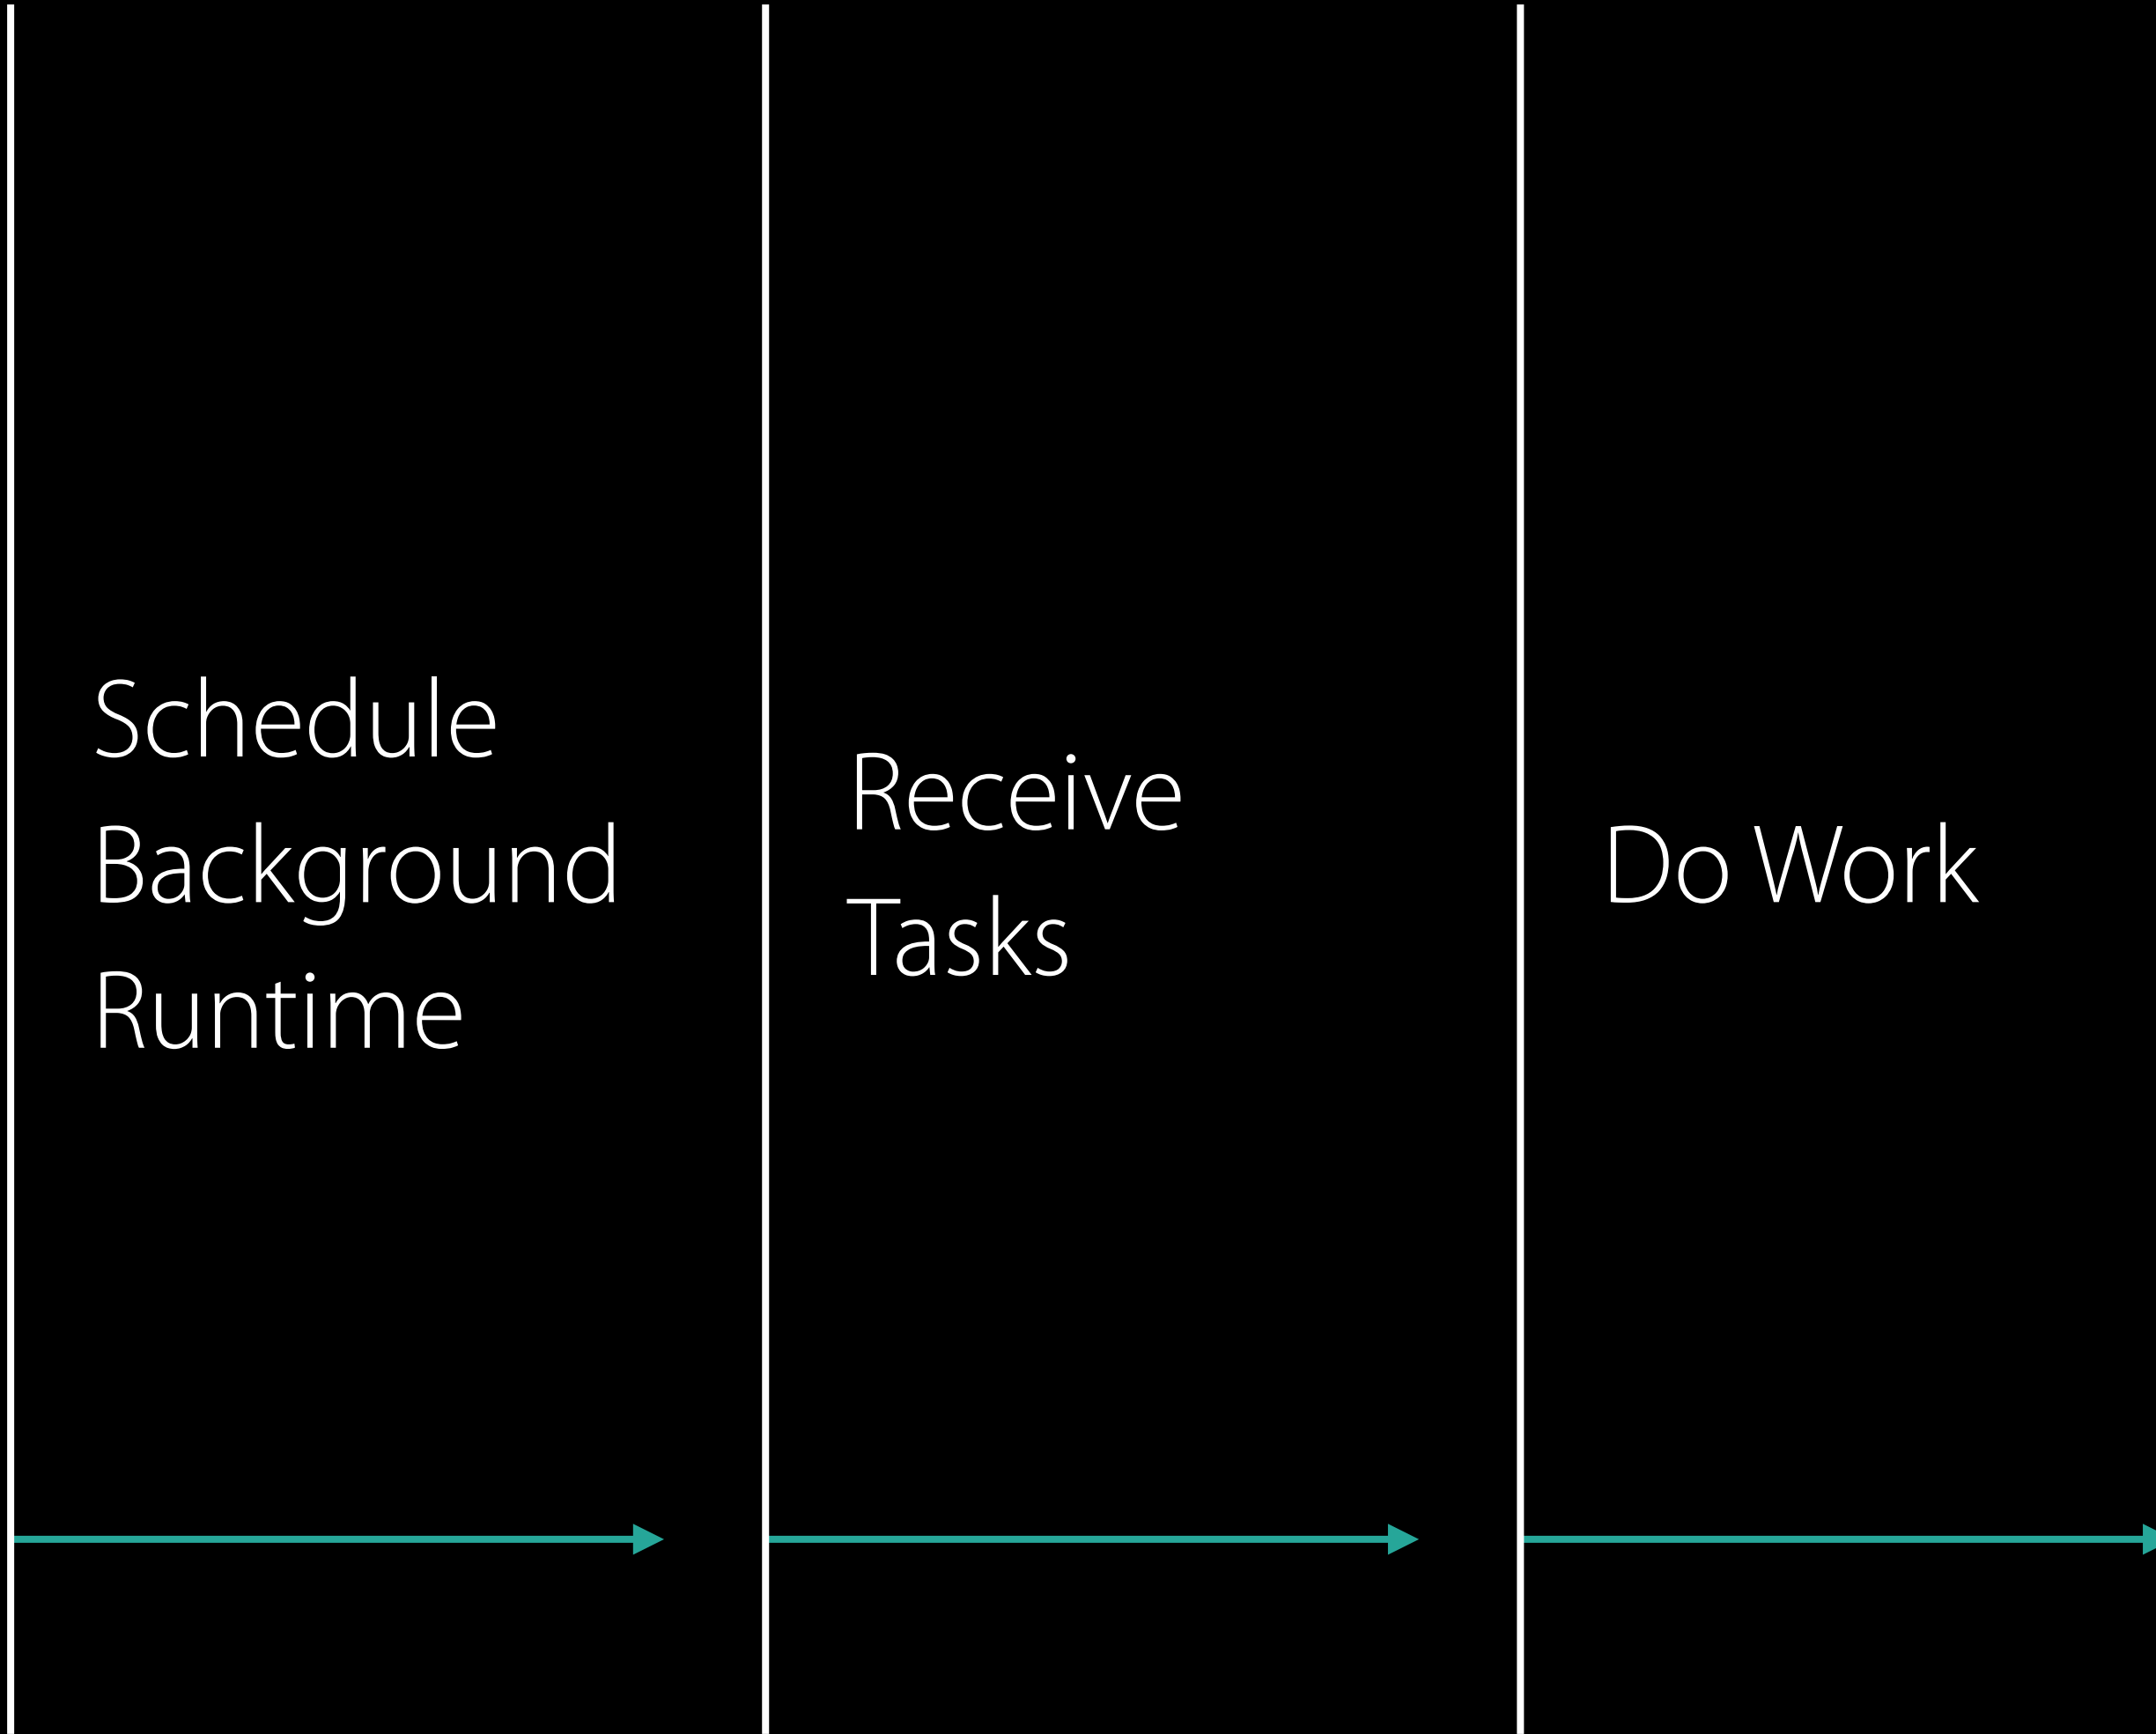 Schedule
Background
Runtime
Receive
Tasks
Do Work